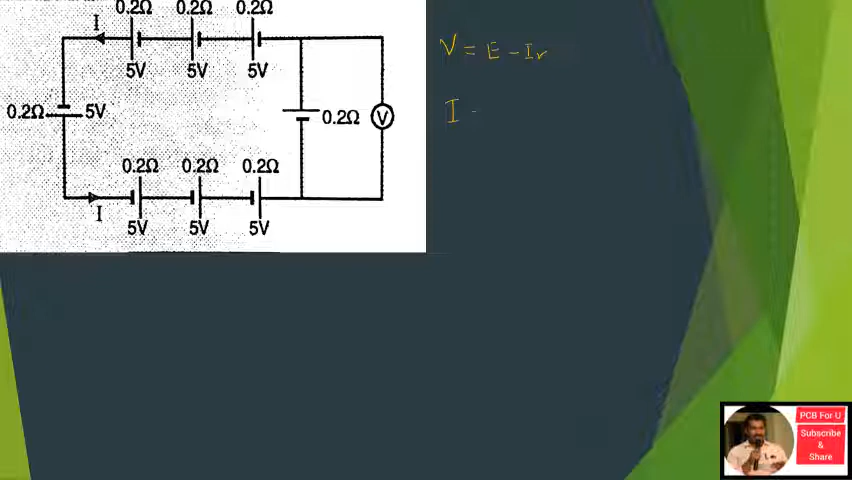 0.2Ω 0.2Ω 0.2Ω
I
5V 5V 5V
0.2Ω 5V 0.2Ω V
0.2Ω 0.2Ω 0.2Ω
I
5V 5V 5V
V = E - Ir
I -
PCB For U
Subscribe
&
Share